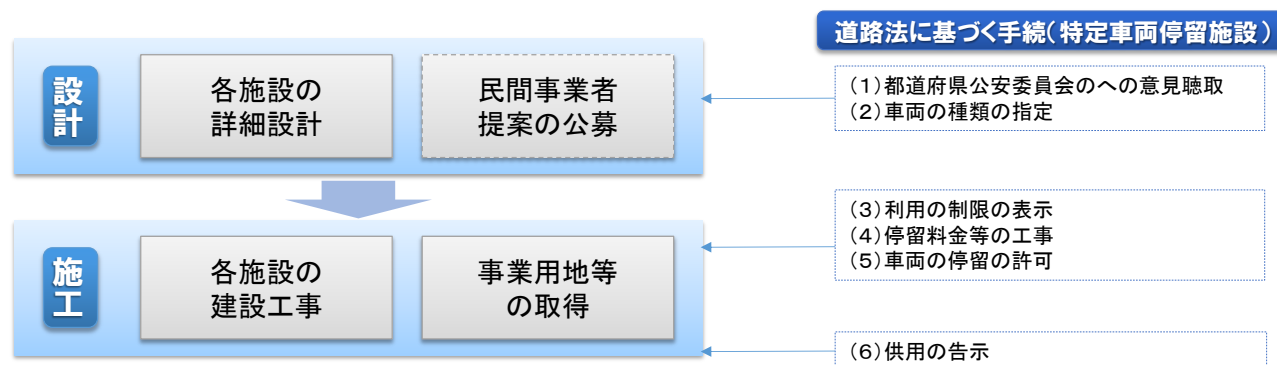 道路法に基づく手続(特定車両停留施設)
設計
各施設の
詳細設計
民間事業者
提案の公募
(1)都道府県公安委員会のへの意見聴取
(2)車両の種類の指定
施工
各施設の
建設工事
事業用地等
の取得
(3)利用の制限の表示
(4)停留料金等の工事
(5)車両の停留の許可
(6)供用の告示